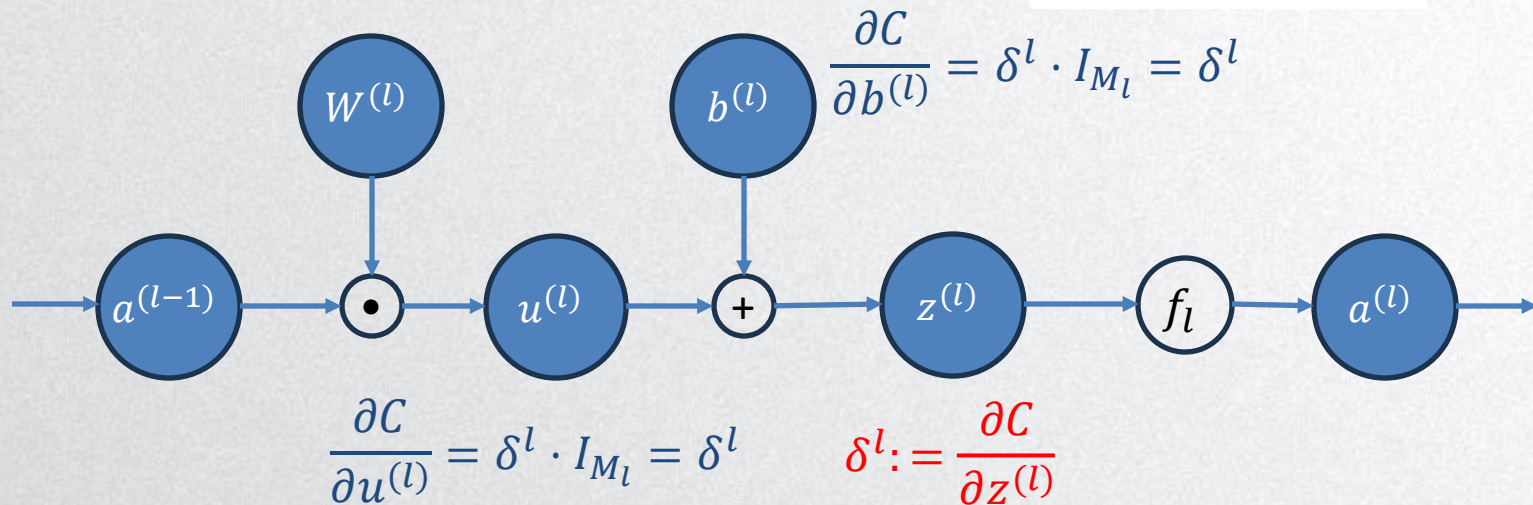 W^{(l)}
b^{(l)}
∂C/∂b^{(l)} = δ^l · I_{M_l} = δ^l
a^{(l−1)}
•
u^{(l)}
+
z^{(l)}
f_l
a^{(l)}
∂C/∂u^{(l)} = δ^l · I_{M_l} = δ^l
δ^l := ∂C/∂z^{(l)}